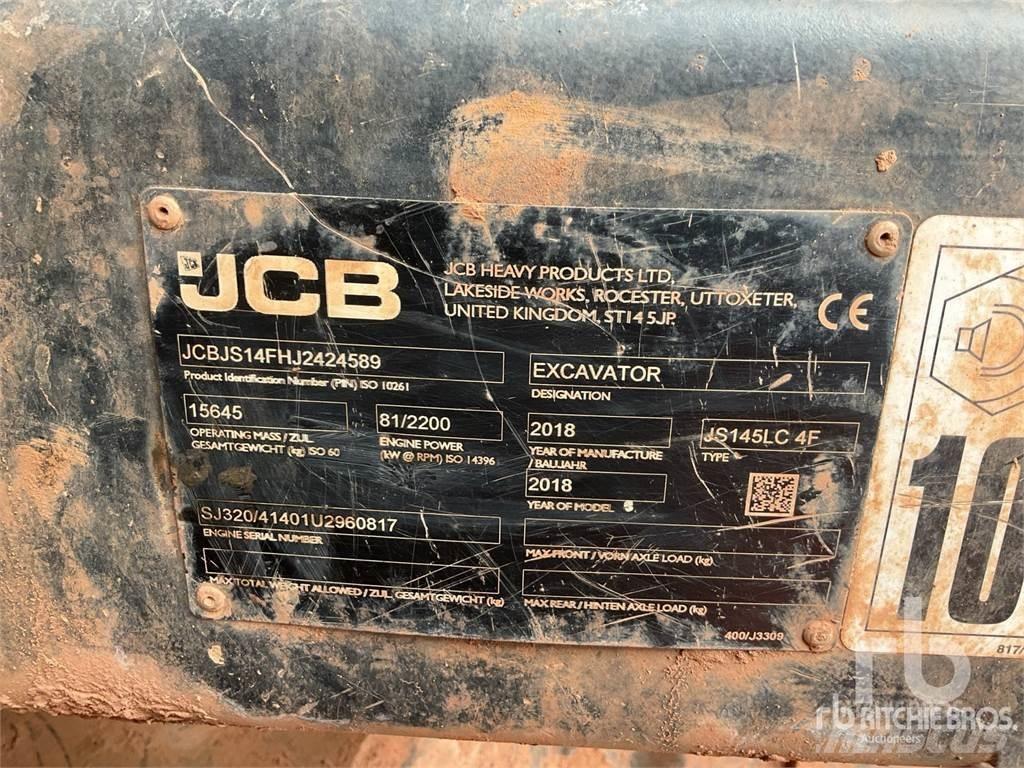 JCB
JCB HEAVY PRODUCTS LTD,
LAKESIDE WORKS, ROCESTER, UTTOXETER,
UNITED KINGDOM, ST14 5JP.
CE
JCBJS14FHJ2424589
Product Identification Number (PIN) ISO 10261
EXCAVATOR
DESIGNATION
15645
OPERATING MASS / ZUL.
GESAMTGEWICHT (kg) ISO 60
81/2200
ENGINE POWER
(kW @ RPM) ISO 14396
2018
YEAR OF MANUFACTURE
/ BAUJAHR
JS145LC 4F
TYPE
2018
YEAR OF MODEL
SJ320/41401U2960817
ENGINE SERIAL NUMBER
MAX TOTAL WEIGHT ALLOWED / ZUL. GESAMTGEWICHT (kg)
MAX FRONT / VORN AXLE LOAD (kg)
MAX REAR / HINTEN AXLE LOAD (kg)
400/J3309
10
817/
rb
rb RITCHIE BROS.
Auctioneers